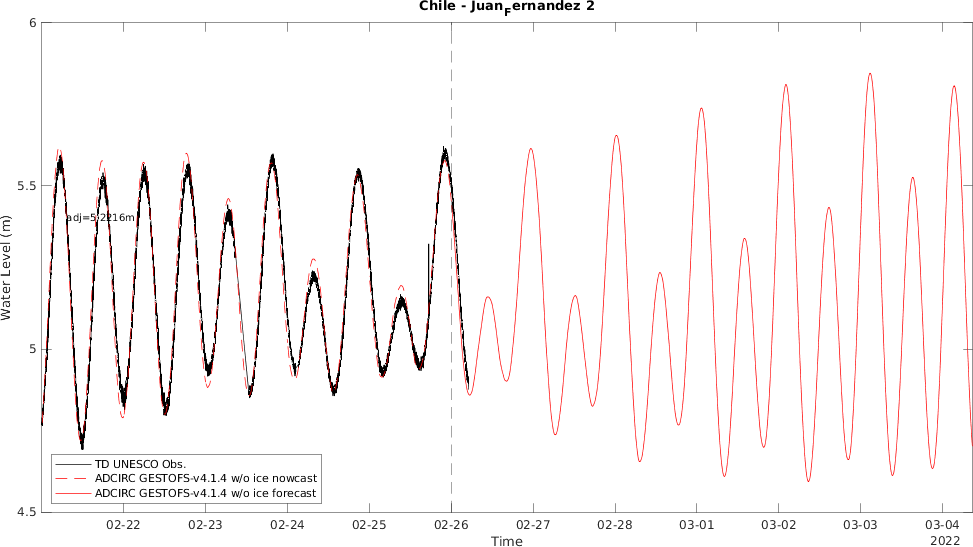 Chile - Juan_Fernandez 2
6
5.5
5
4.5
Water Level (m)
adj=5.2216m
TD UNESCO Obs.
ADCIRC GESTOFS-v4.1.4 w/o ice nowcast
ADCIRC GESTOFS-v4.1.4 w/o ice forecast
02-22 02-23 02-24 02-25 02-26 02-27 02-28 03-01 03-02 03-03 03-04
Time
2022